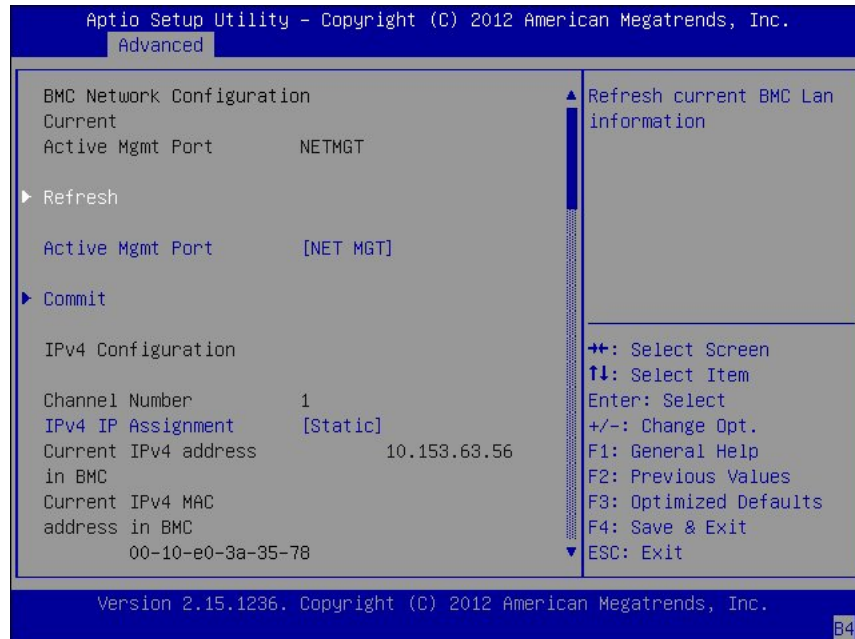 Aptio Setup Utility – Copyright (C) 2012 American Megatrends, Inc.
Advanced
BMC Network Configuration
Current
Active Mgmt Port NETMGT
Refresh
Active Mgmt Port [NET MGT]
Commit
IPv4 Configuration
Channel Number 1
IPv4 IP Assignment [Static]
Current IPv4 address 10.153.63.56
in BMC
Current IPv4 MAC
address in BMC
00-10-e0-3a-35-78
Refresh current BMC Lan
information
→←: Select Screen
↑↓: Select Item
Enter: Select
+/-: Change Opt.
F1: General Help
F2: Previous Values
F3: Optimized Defaults
F4: Save & Exit
ESC: Exit
Version 2.15.1236. Copyright (C) 2012 American Megatrends, Inc.
B4